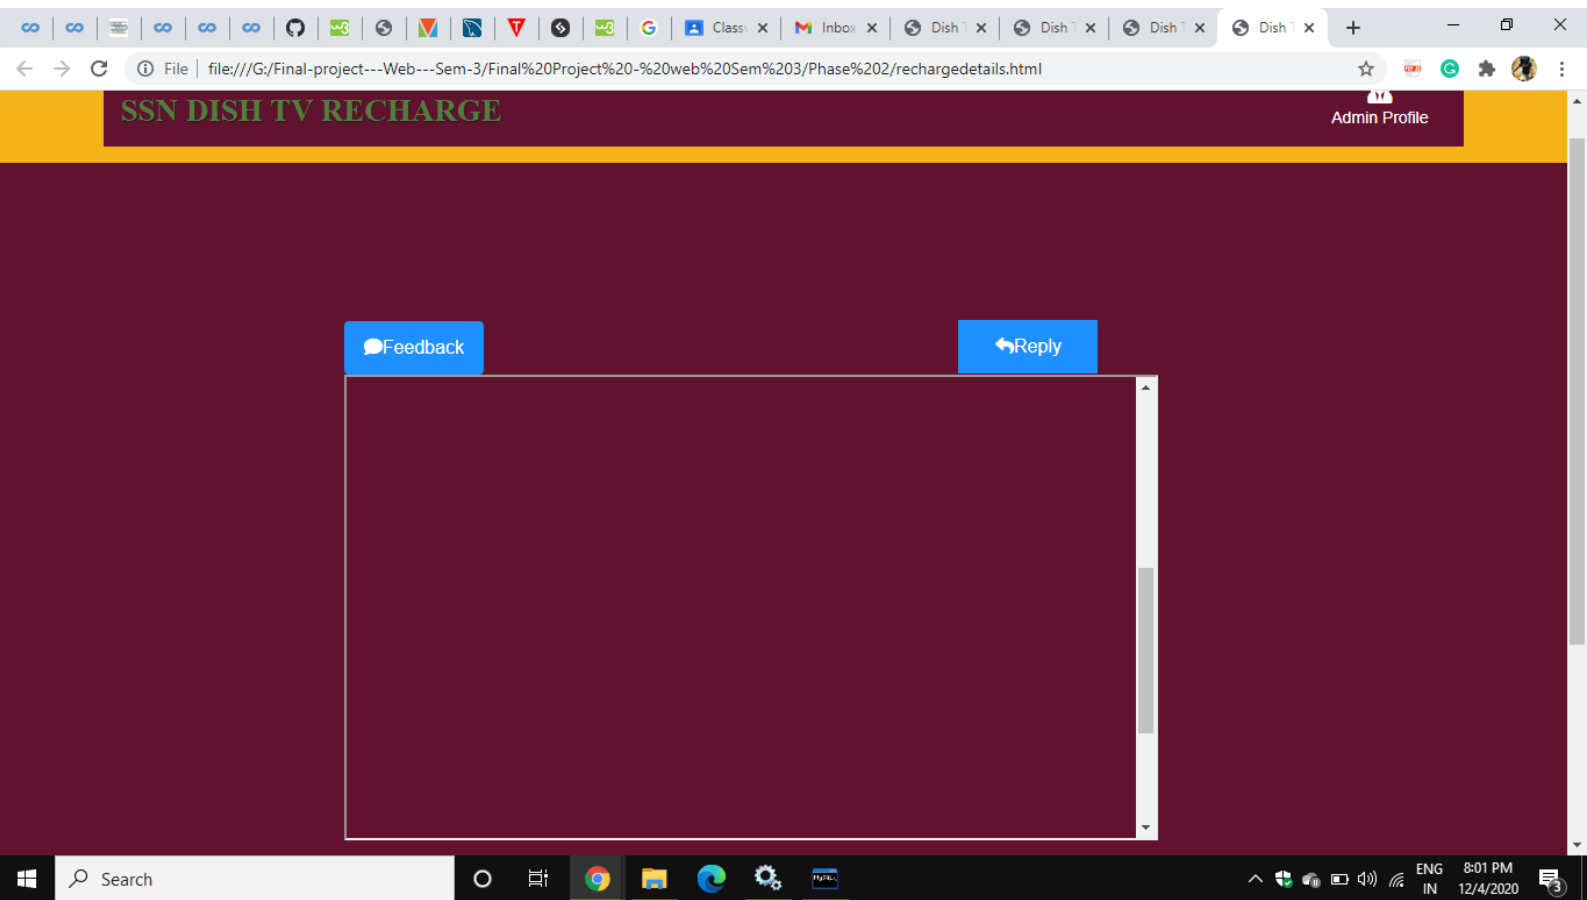 Class
Inbox
Dish T
Dish T
Dish T
Dish T
File
file:///G:/Final-project---Web---Sem-3/Final%20Project%20-%20web%20Sem%203/Phase%202/rechargedetails.html
SSN DISH TV RECHARGE
Admin Profile
Feedback
Reply
Search
ENG
IN
8:01 PM
12/4/2020
3